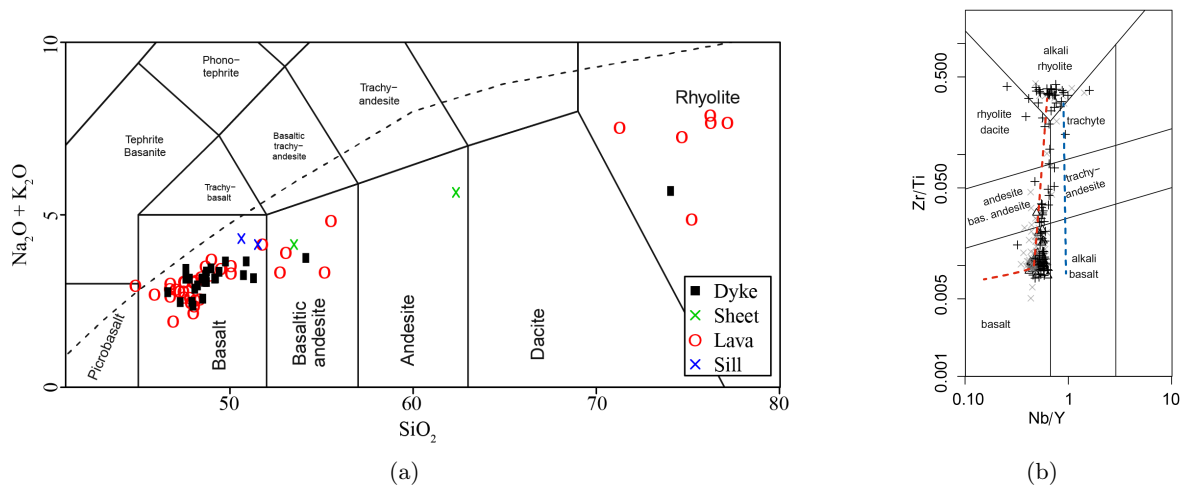 10
5
0
Na₂O + K₂O
Phono−
tephrite
Tephrite
Basanite
Trachy−
basalt
Basaltic
trachy−
andesite
Trachy−
andesite
Rhyolite
Picrobasalt
Basalt
Basaltic
andesite
Andesite
Dacite
Dyke
Sheet
Lava
Sill
50
60
70
80
SiO₂
(a)
alkali
rhyolite
rhyolite
dacite
trachyte
andesite
bas. andesite
trachy−
andesite
alkali
basalt
basalt
Zr/Ti
0.500
0.050
0.005
0.001
0.10
1
10
Nb/Y
(b)